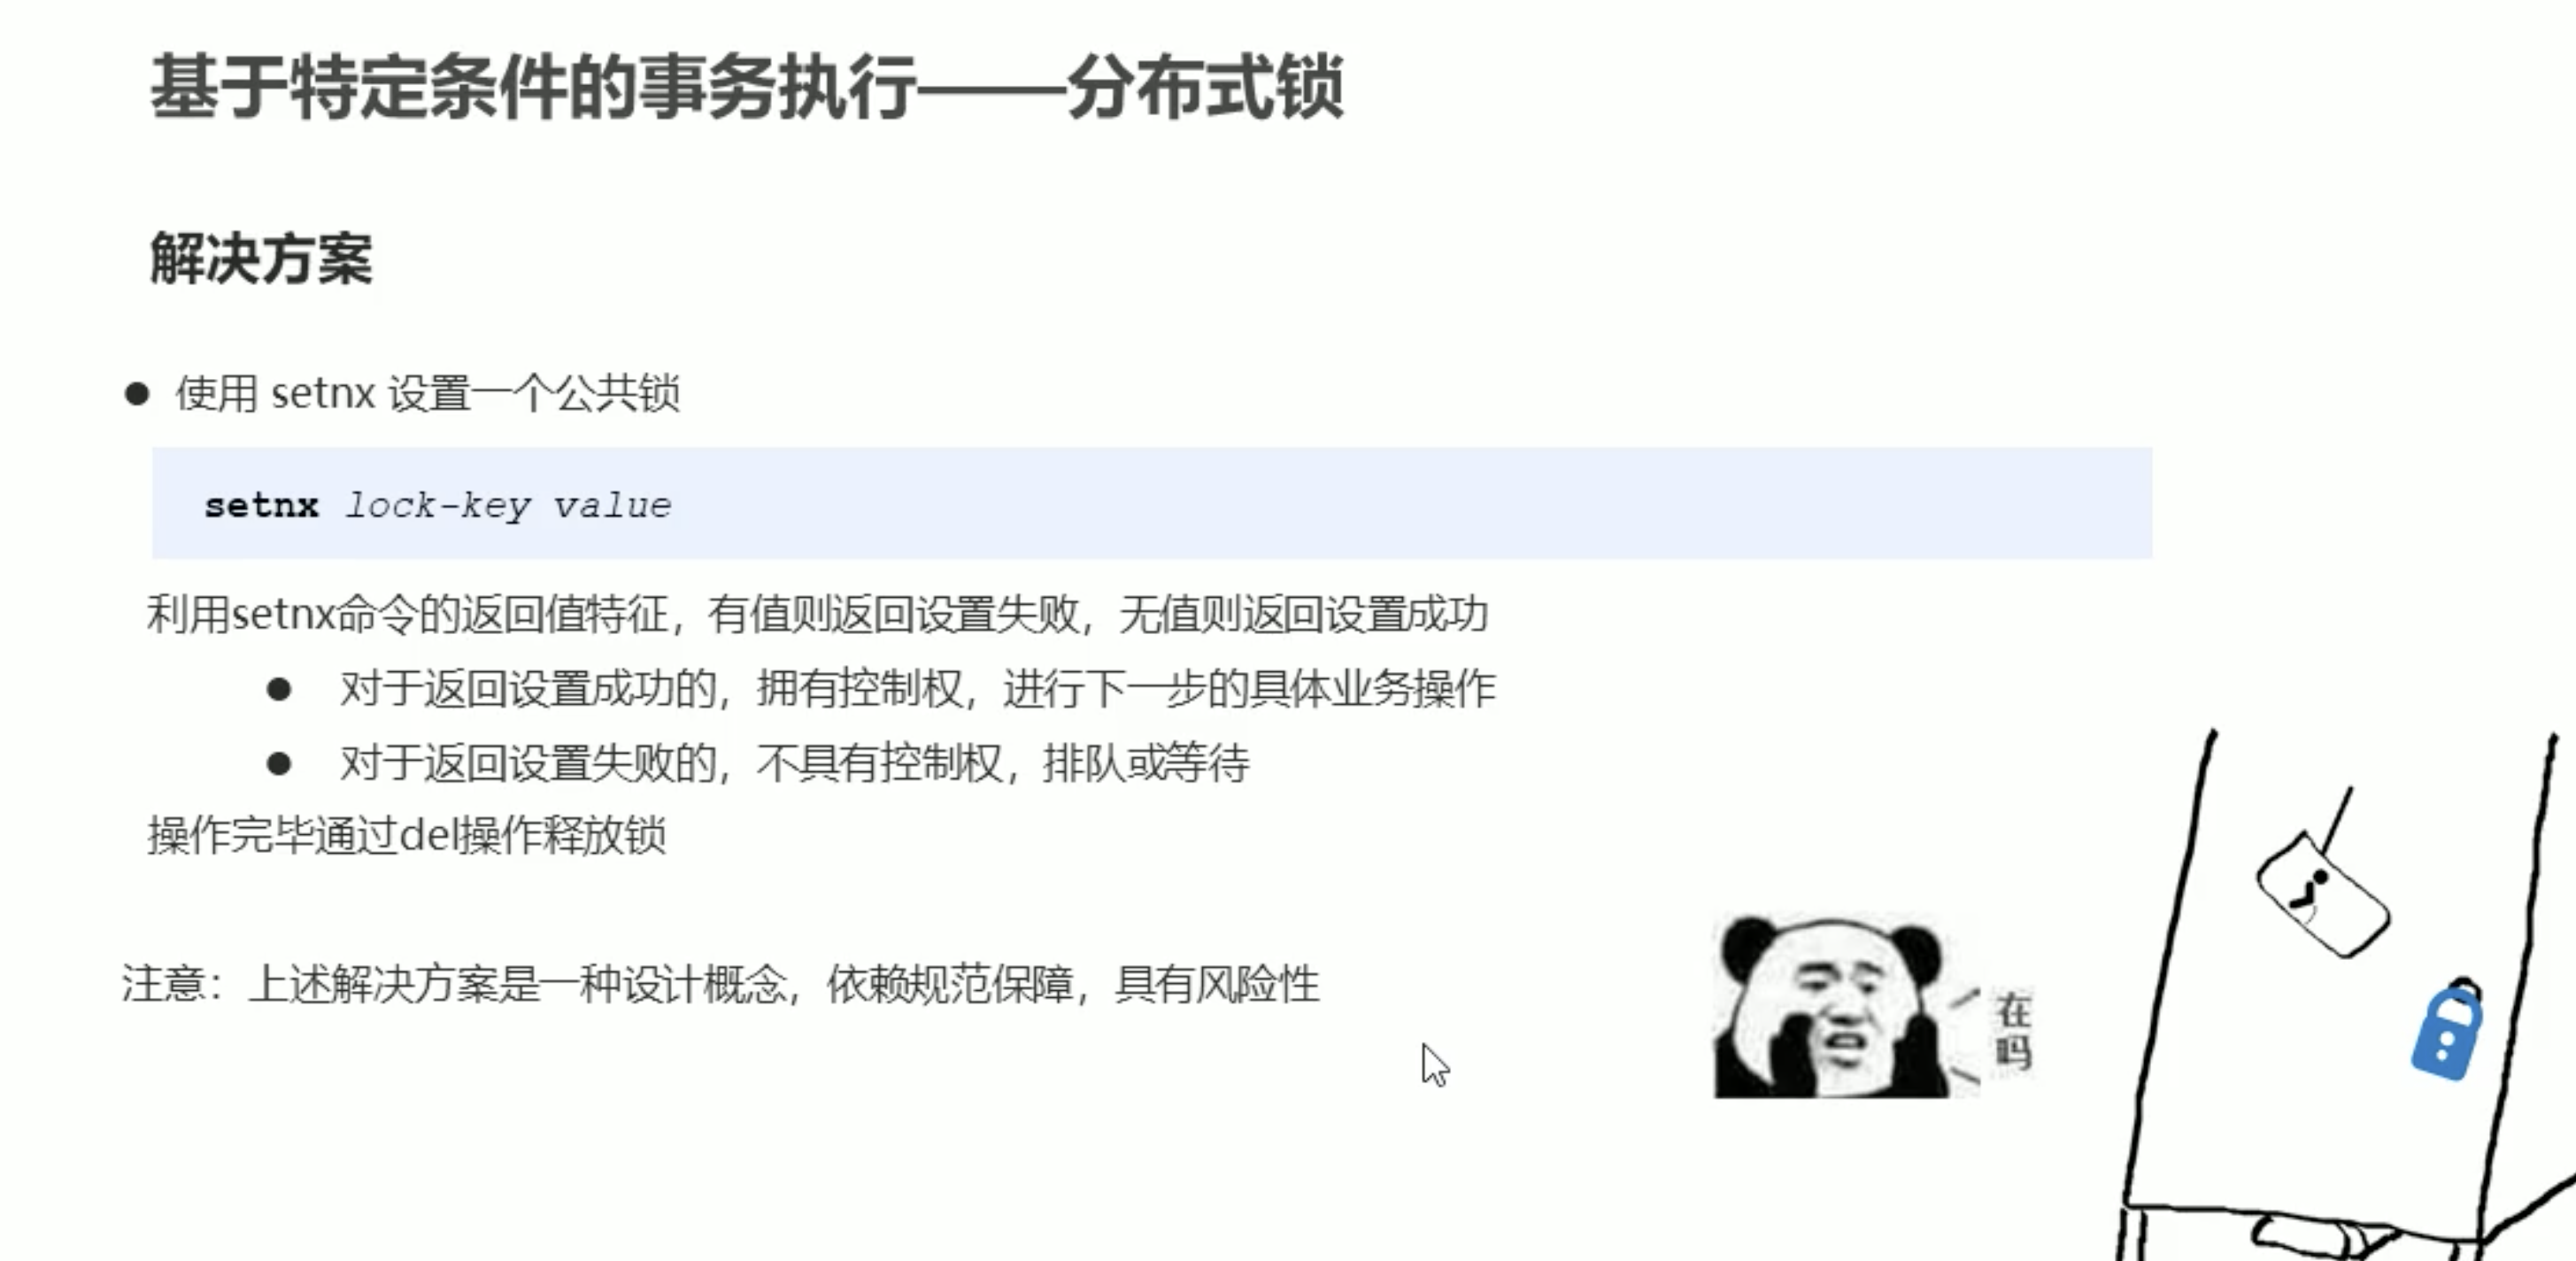 基于特定条件的事务执行——分布式锁
解决方案
● 使用 setnx 设置一个公共锁
setnx lock-key value
利用setnx命令的返回值特征，有值则返回设置失败，无值则返回设置成功
● 对于返回设置成功的，拥有控制权，进行下一步的具体业务操作
● 对于返回设置失败的，不具有控制权，排队或等待
操作完毕通过del操作释放锁
注意：上述解决方案是一种设计概念，依赖规范保障，具有风险性
在
吗